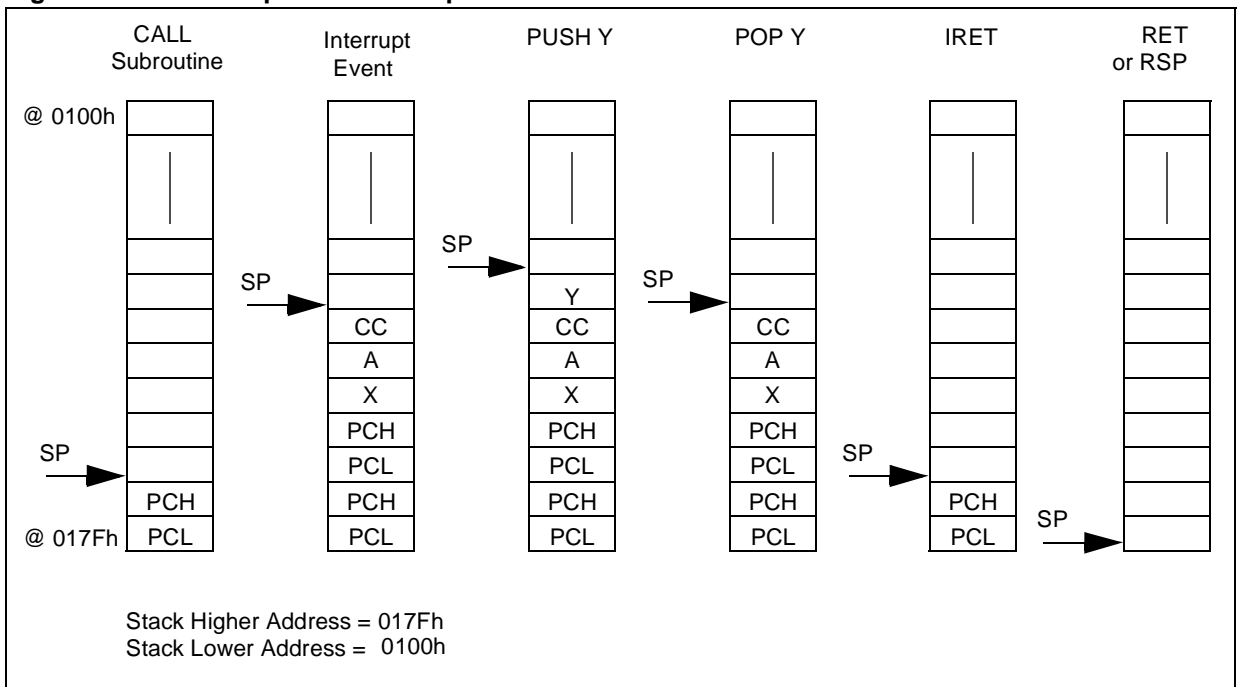 CALL
Subroutine
Interrupt
Event
PUSH Y
POP Y
IRET
RET
or RSP
@ 0100h
SP
PCH
@ 017Fh
PCL
SP
CC
A
X
PCH
PCL
PCH
PCL
SP
Y
CC
A
X
PCH
PCL
PCH
PCL
SP
CC
A
X
PCH
PCL
PCH
PCL
SP
PCH
PCL
SP
Stack Higher Address = 017Fh
Stack Lower Address = 0100h